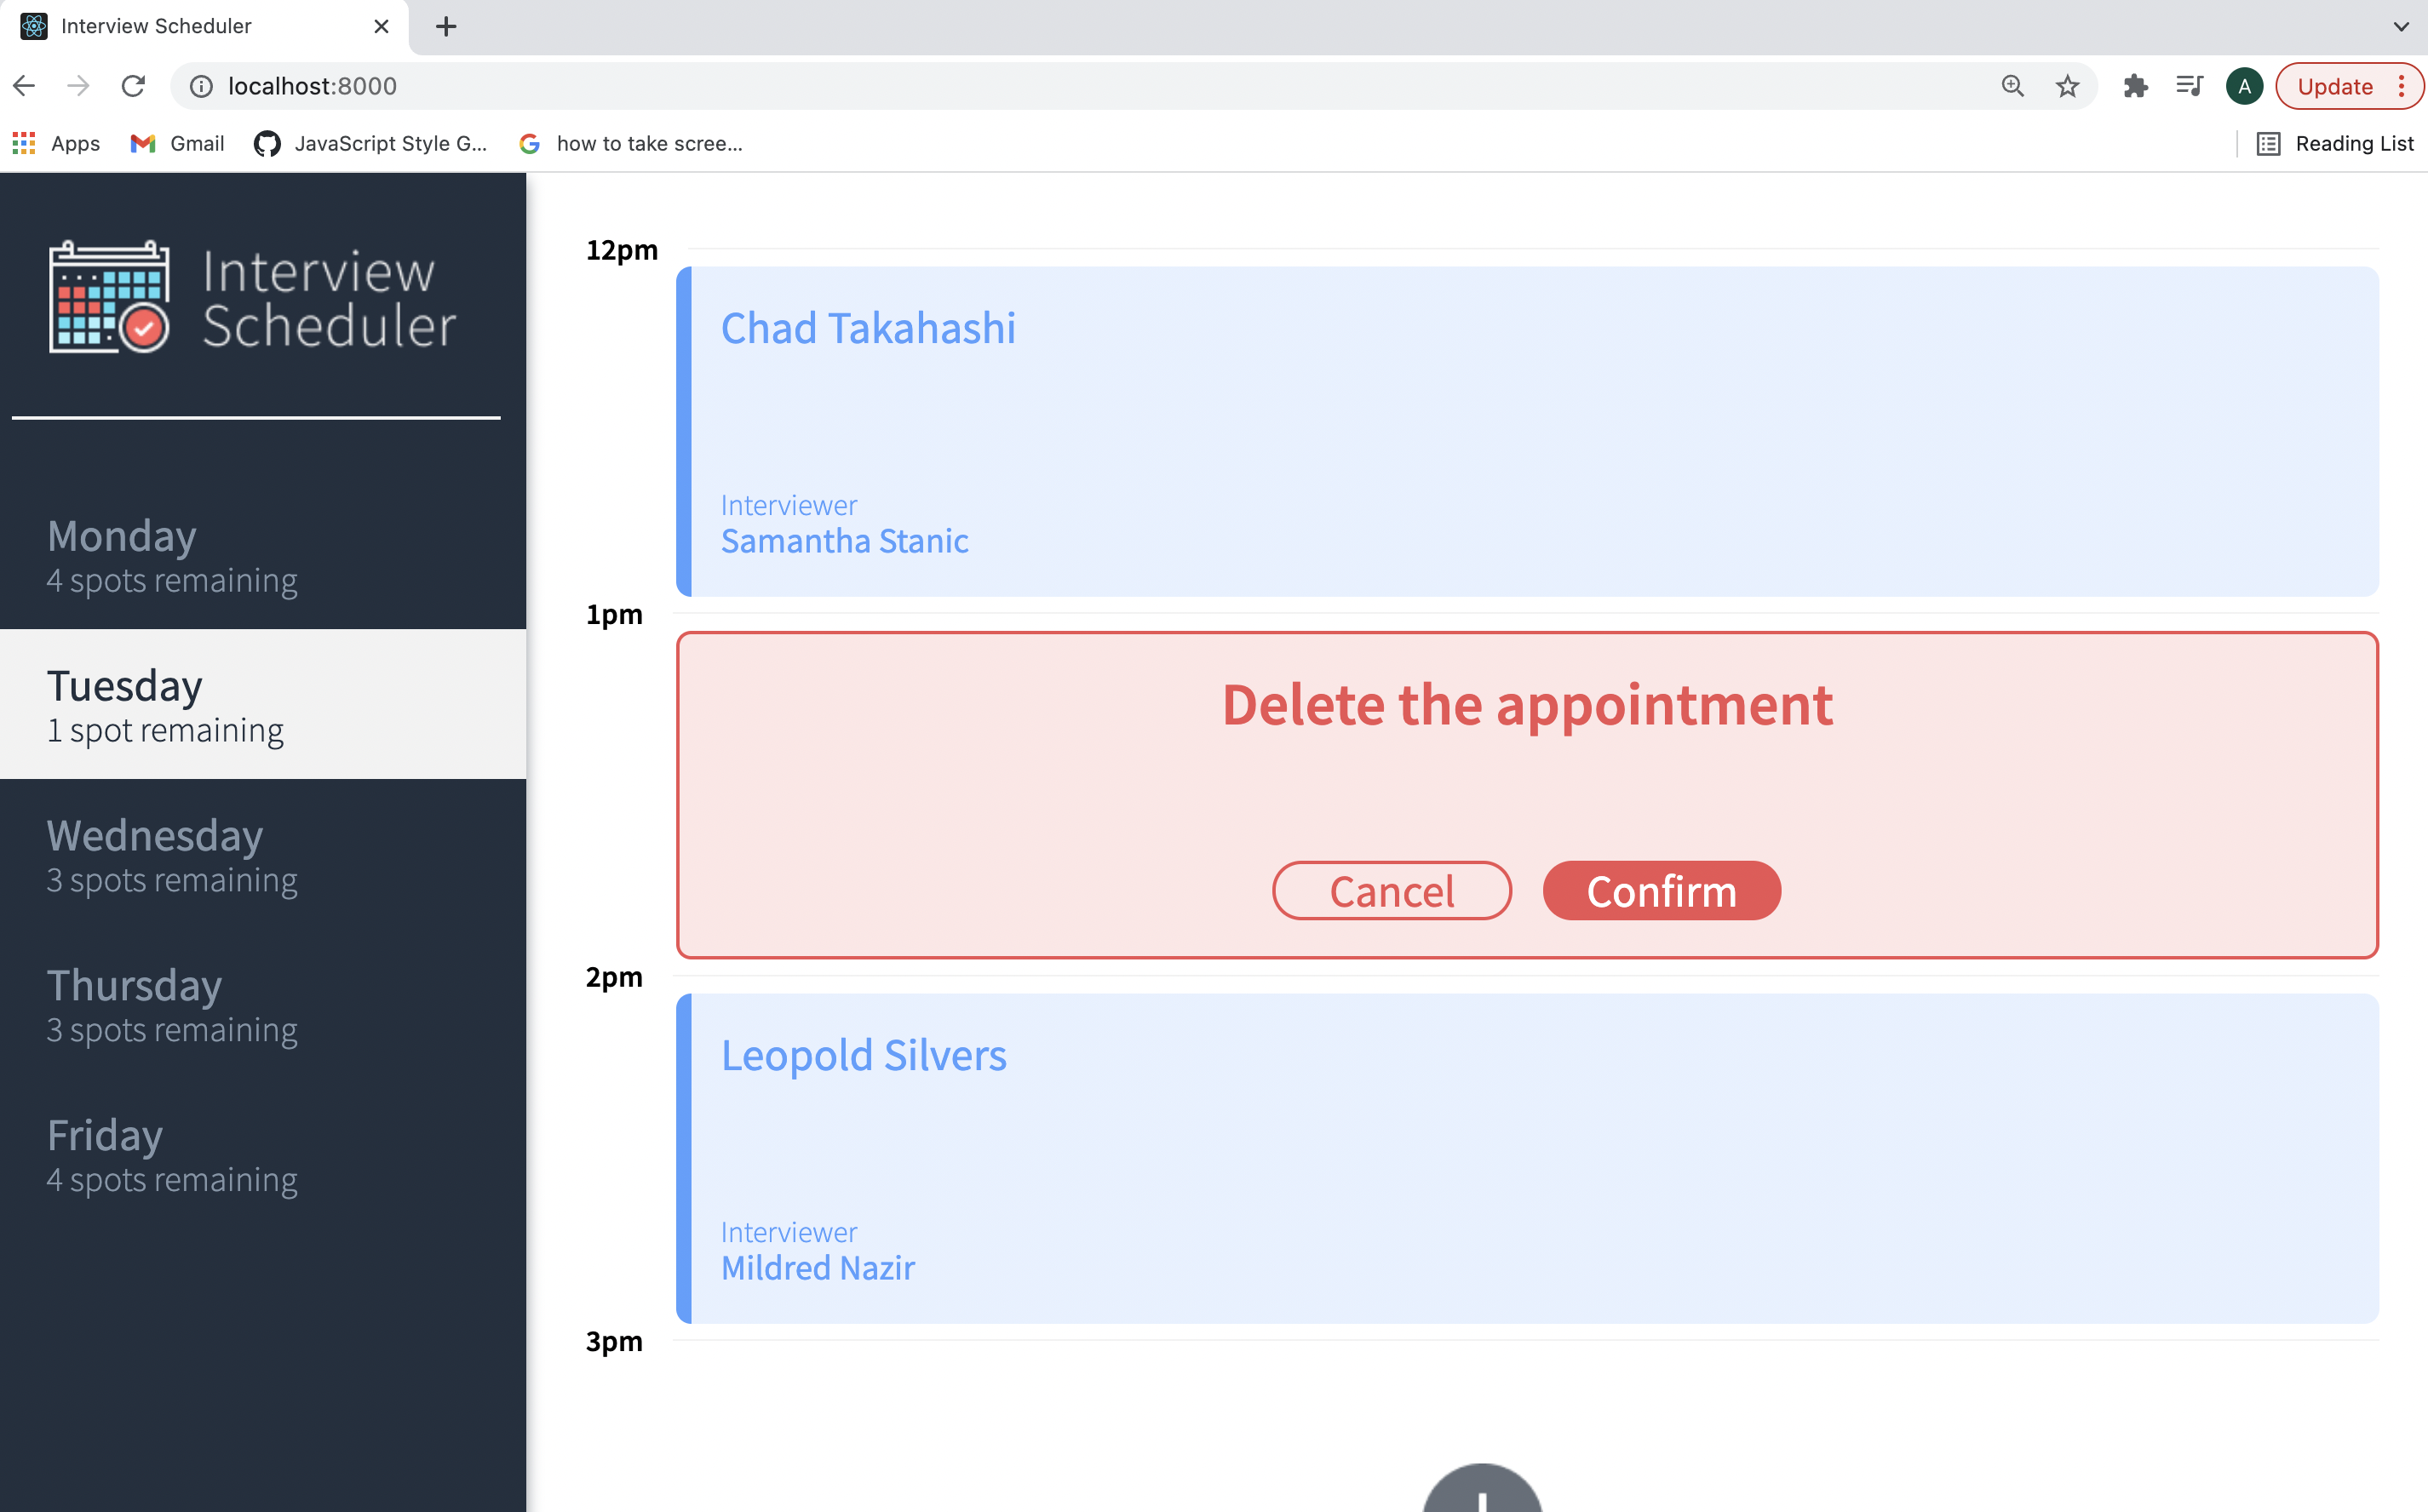 Interview Scheduler
localhost:8000
A
Update
Apps
Gmail
JavaScript Style G...
how to take scree...
Reading List
Interview
Scheduler
Monday
4 spots remaining
Tuesday
1 spot remaining
Wednesday
3 spots remaining
Thursday
3 spots remaining
Friday
4 spots remaining
12pm
Chad Takahashi
Interviewer
Samantha Stanic
1pm
Delete the appointment
Cancel
Confirm
2pm
Leopold Silvers
Interviewer
Mildred Nazir
3pm